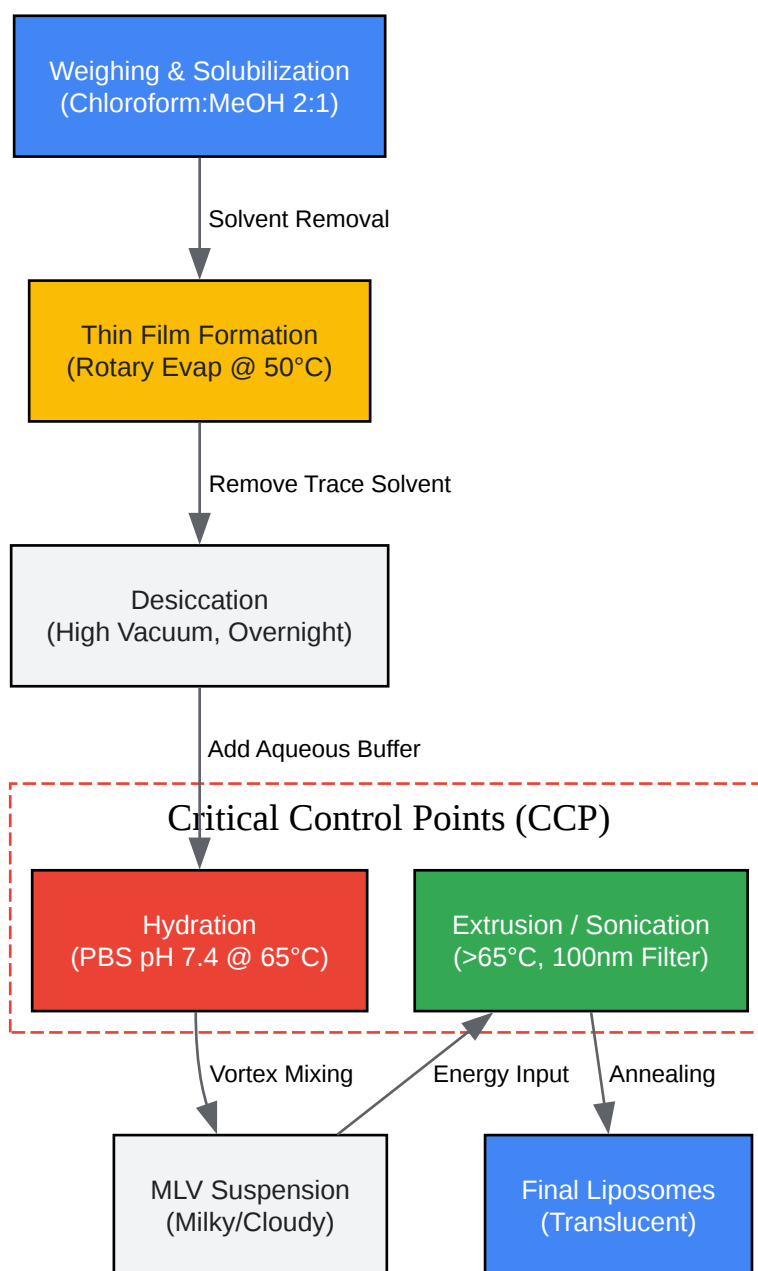 Weighing & Solubilization
(Chloroform:MeOH 2:1)
Solvent Removal
Thin Film Formation
(Rotary Evap @ 50°C)
Remove Trace Solvent
Desiccation
(High Vacuum, Overnight)
Add Aqueous Buffer
Critical Control Points (CCP)
Hydration
(PBS pH 7.4 @ 65°C)
Extrusion / Sonication
(>65°C, 100nm Filter)
Vortex Mixing
Energy Input
Annealing
MLV Suspension
(Milky/Cloudy)
Final Liposomes
(Translucent)